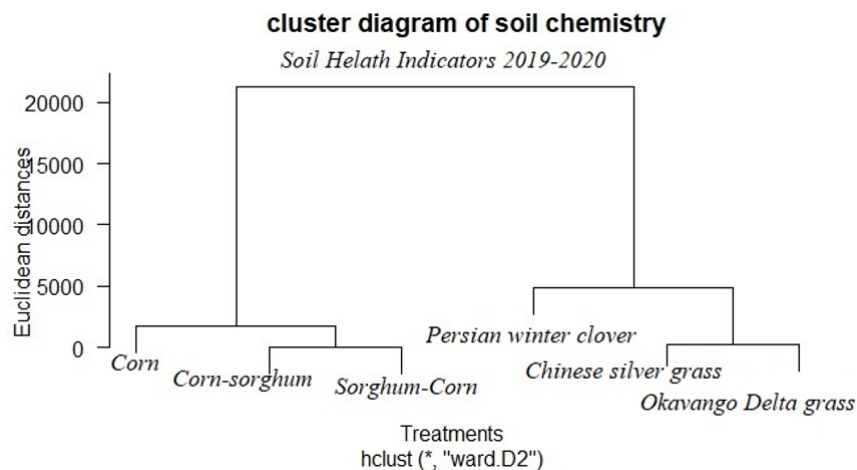 cluster diagram of soil chemistry
Soil Helath Indicators 2019-2020
Euclidean distances
20000
15000
10000
5000
0
Corn
Corn-sorghum
Sorghum-Corn
Persian winter clover
Chinese silver grass
Okavango Delta grass
Treatments
hclust (*, "ward.D2")